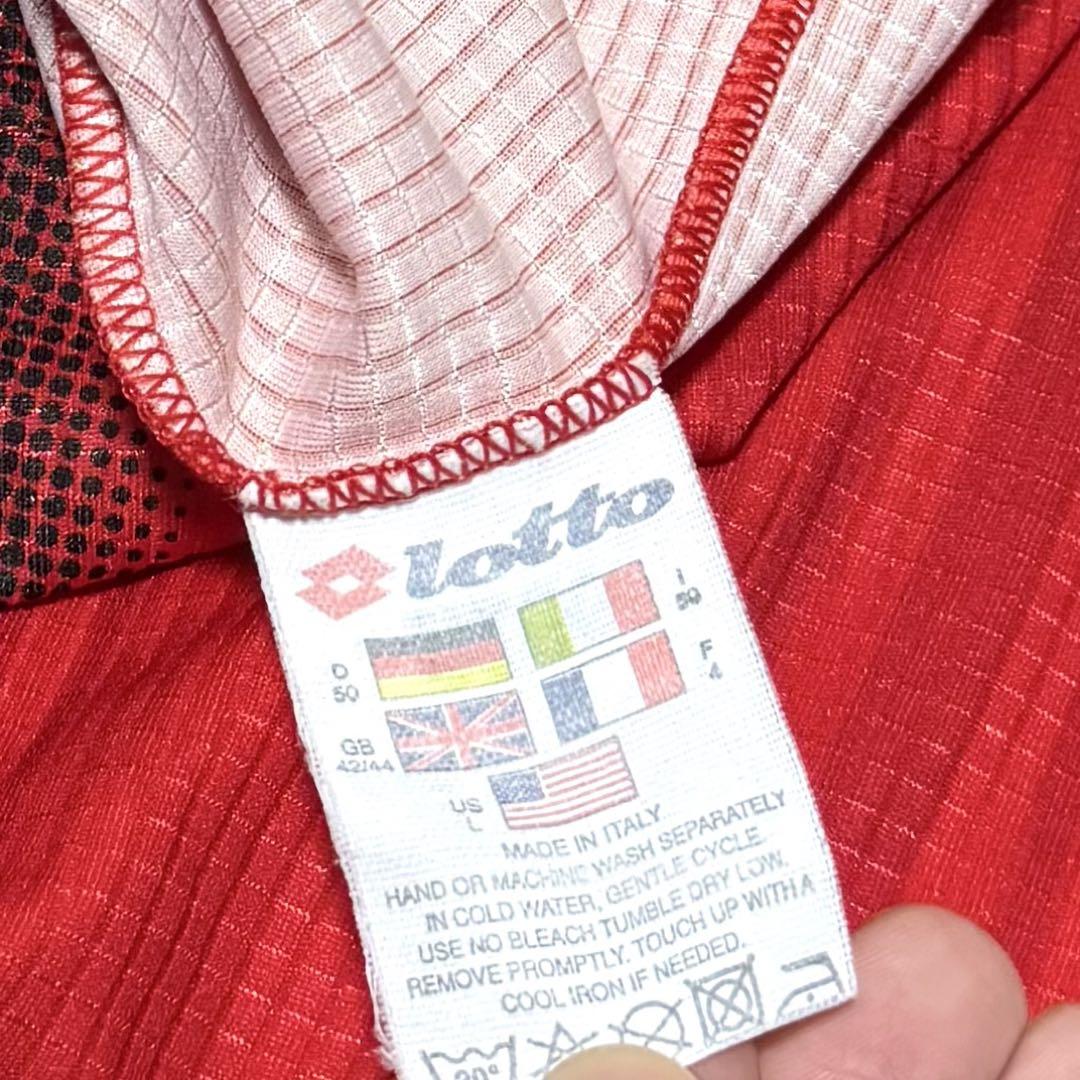 lotto
I
50
D
50
F
4
GB
42/44
US
L
MADE IN ITALY
HAND OR MACHINE WASH SEPARATELY
IN COLD WATER, GENTLE CYCLE.
USE NO BLEACH TUMBLE DRY LOW.
REMOVE PROMPTLY. TOUCH UP WITH A
COOL IRON IF NEEDED.
30°